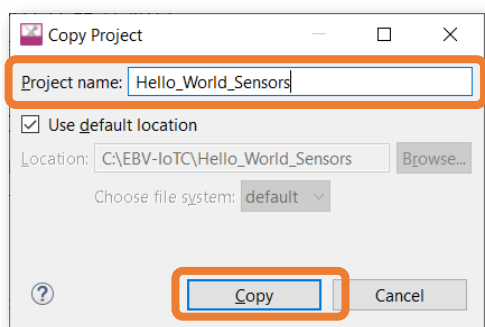 Copy Project
Project name: Hello_World_Sensors
Use default location
Location: C:\EBV-IoTC\Hello_World_Sensors Browse...
Choose file system: default
? Copy Cancel